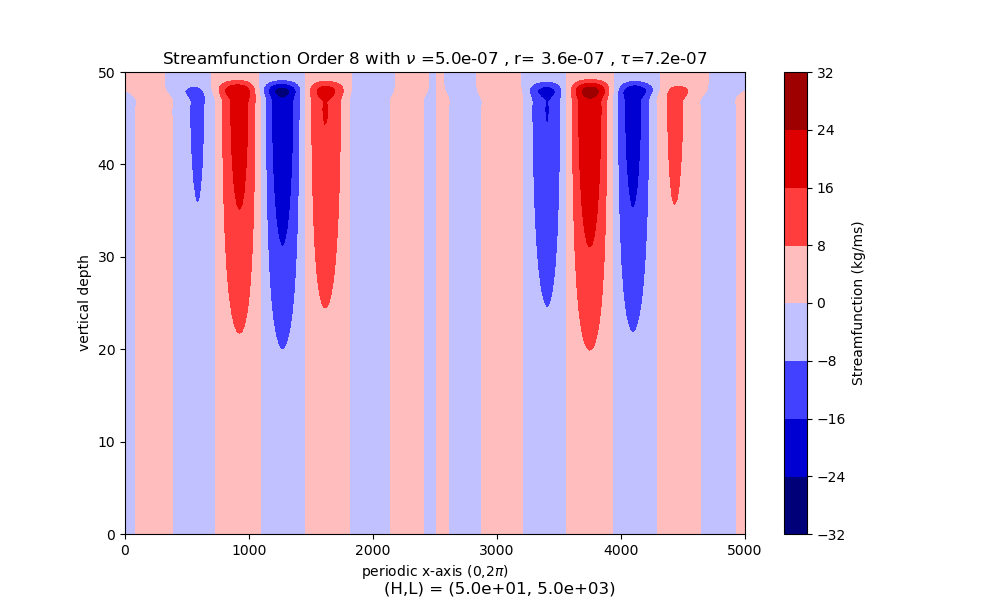 Streamfunction Order 8 with ν =5.0e-07 , r= 3.6e-07 , τ=7.2e-07
50
40
30
20
10
0
vertical depth
0 1000 2000 3000 4000 5000
periodic x-axis (0,2π)
(H,L) = (5.0e+01, 5.0e+03)
32
24
16
8
0
−8
−16
−24
−32
Streamfunction (kg/ms)